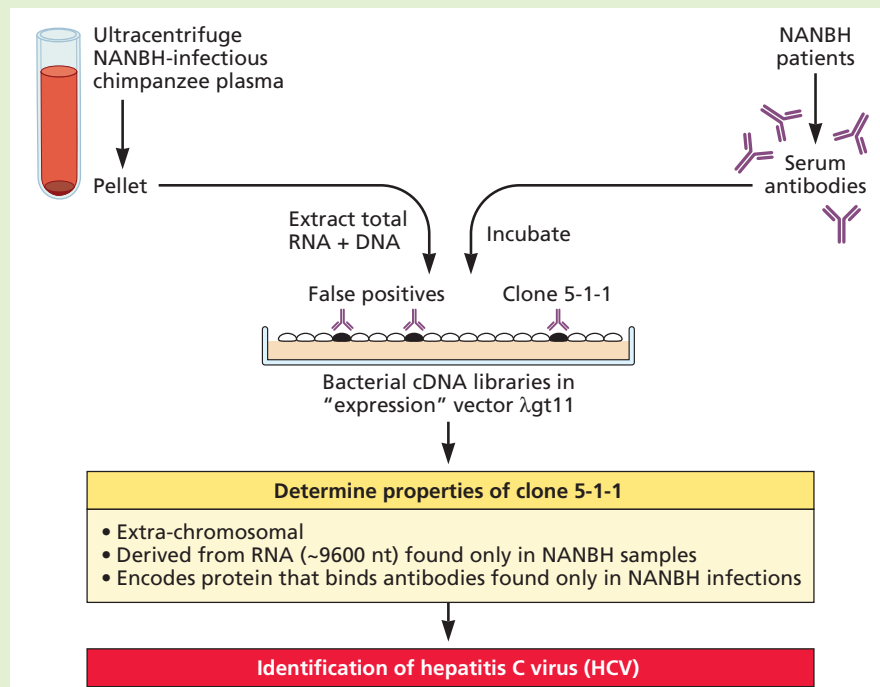 Ultracentrifuge
NANBH-infectious
chimpanzee plasma
NANBH
patients
Pellet
Serum
antibodies
Extract total
RNA + DNA
Incubate
False positives
Clone 5-1-1
Bacterial cDNA libraries in
“expression” vector λgt11
Determine properties of clone 5-1-1
• Extra-chromosomal
• Derived from RNA (~9600 nt) found only in NANBH samples
• Encodes protein that binds antibodies found only in NANBH infections
Identification of hepatitis C virus (HCV)